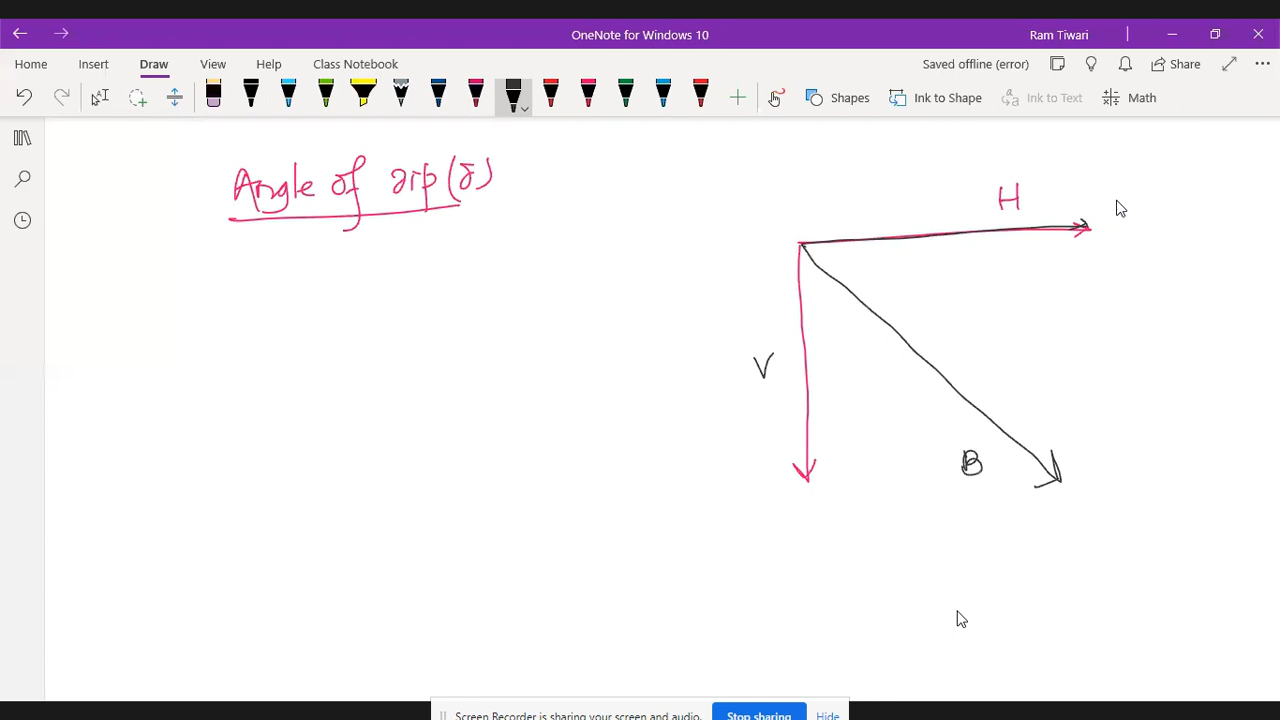 OneNote for Windows 10
Ram Tiwari
Home Insert Draw View Help Class Notebook
Saved offline (error) Share
Shapes Ink to Shape Ink to Text Math
Angle of dip (δ)
H
V
B
Screen Recorder is sharing your screen and audio. Stop sharing Hide